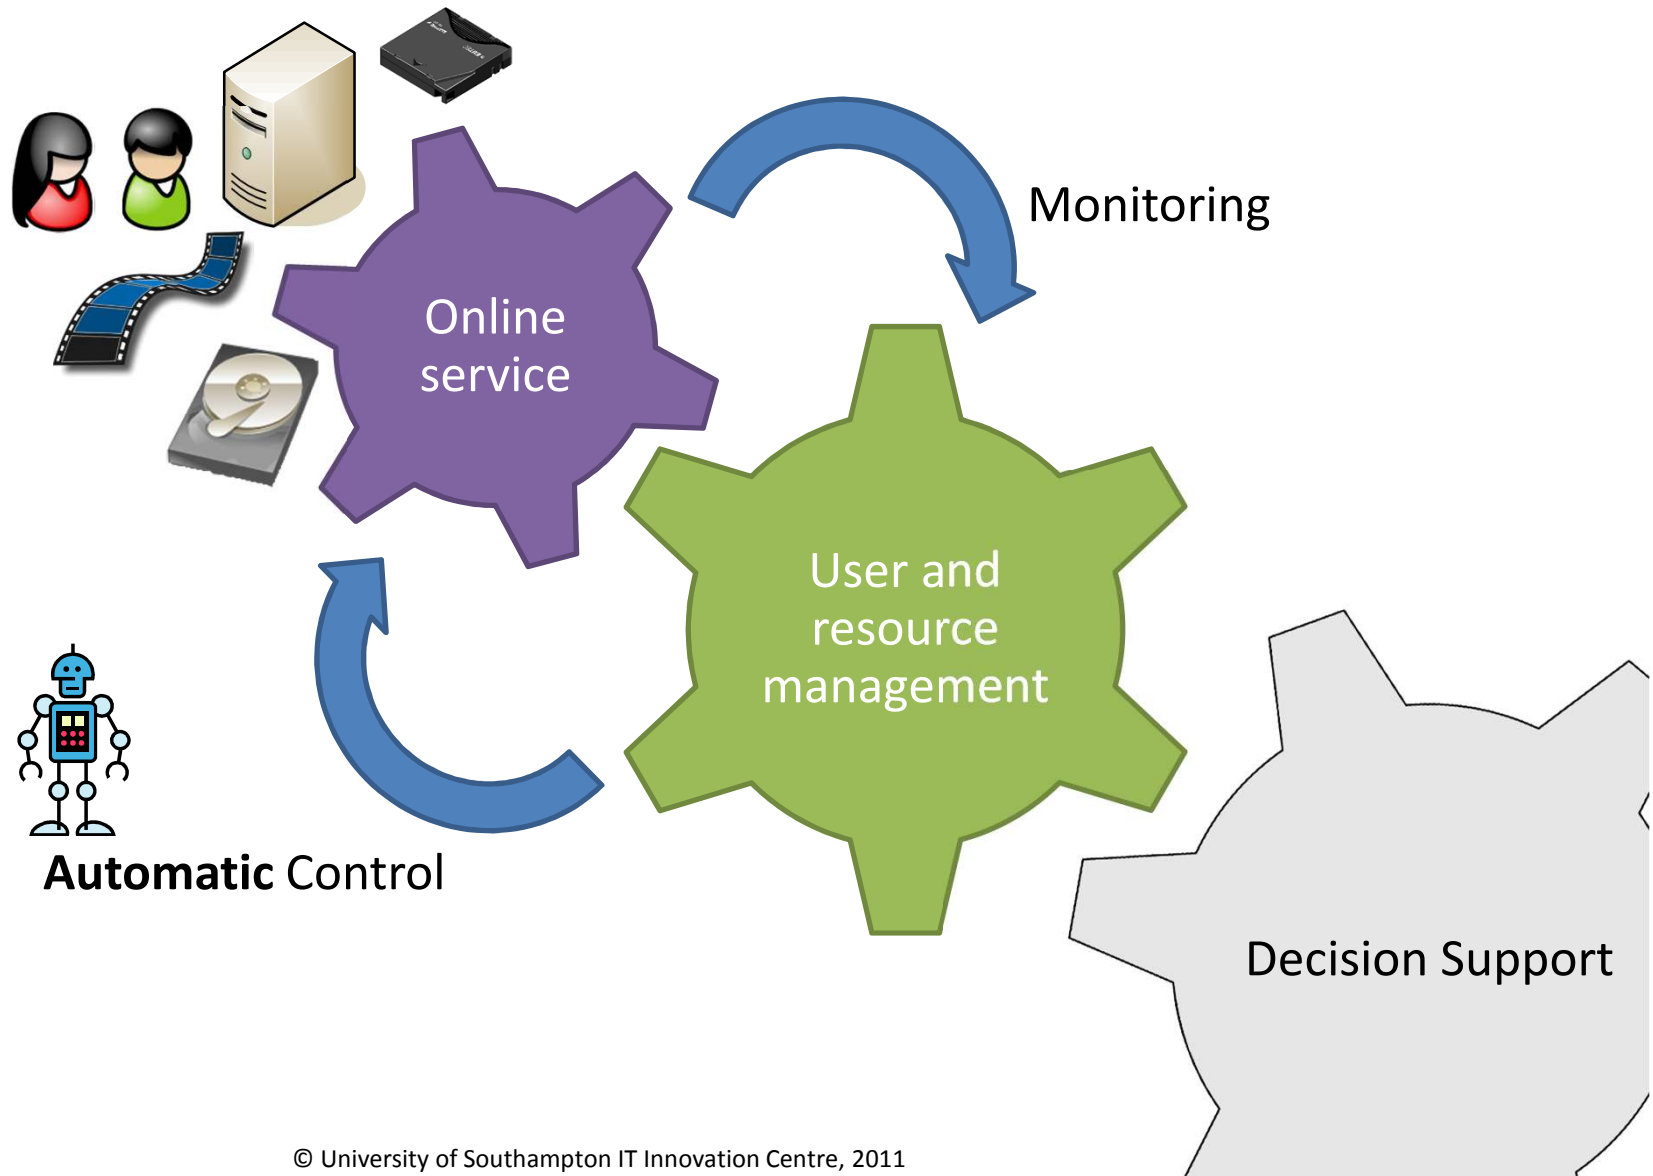 Monitoring
Online
service
User and
resource
management
Automatic Control
Decision Support
© University of Southampton IT Innovation Centre, 2011